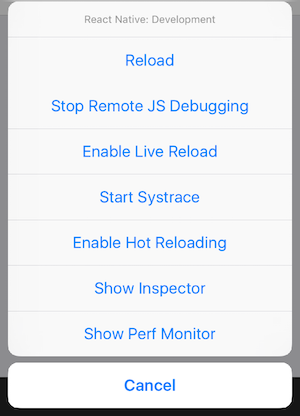 React Native: Development
Reload
Stop Remote JS Debugging
Enable Live Reload
Start Systrace
Enable Hot Reloading
Show Inspector
Show Perf Monitor
Cancel